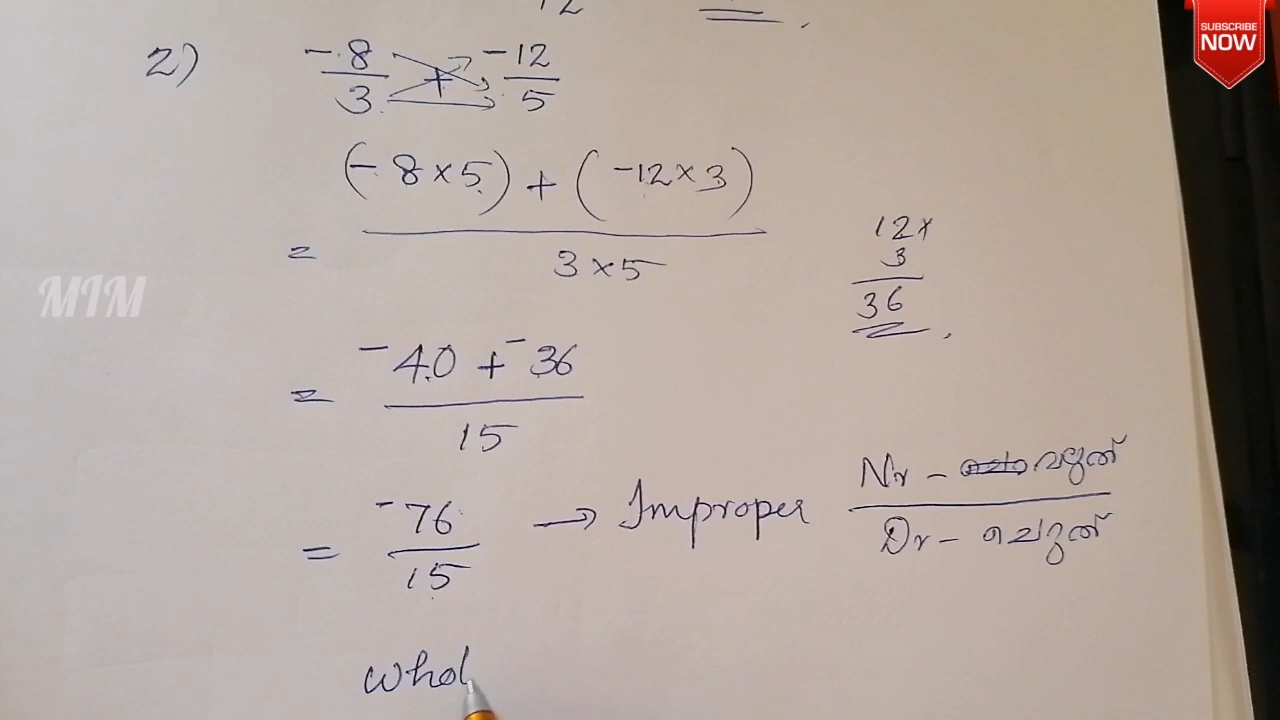 12
SUBSCRIBE
NOW
2) -8/3 + -12/5
= (-8×5) + (-12×3) / 3×5
12×
3
36
MIM
= -40 + -36 / 15
= -76/15 → Improper Nr - വലുത് / Dr - ചെറുത്
Whol